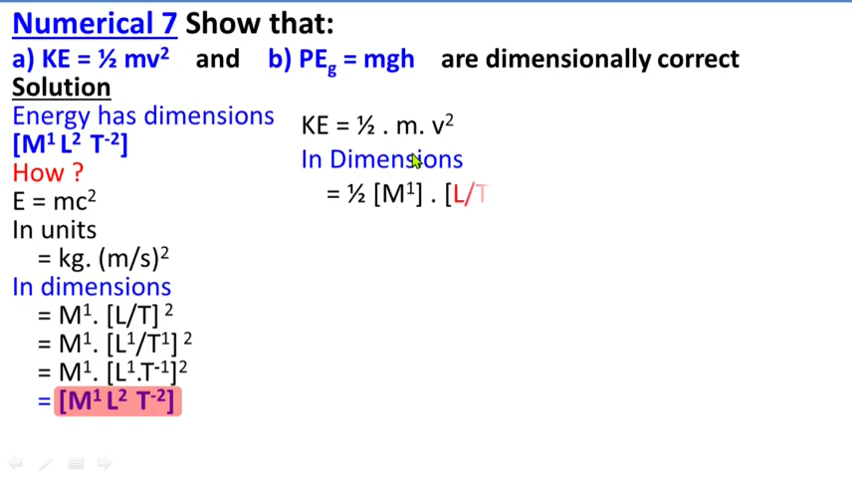 Numerical 7 Show that:
a) KE = ½ mv² and b) PEg = mgh are dimensionally correct
Solution
Energy has dimensions
[M¹ L² T⁻²]
How ?
E = mc²
In units
= kg. (m/s)²
In dimensions
= M¹. [L/T] ²
= M¹. [L¹/T¹] ²
= M¹. [L¹.T⁻¹]²
= [M¹ L² T⁻²]
KE = ½ . m. v²
In Dimensions
= ½ [M¹] . [L/T